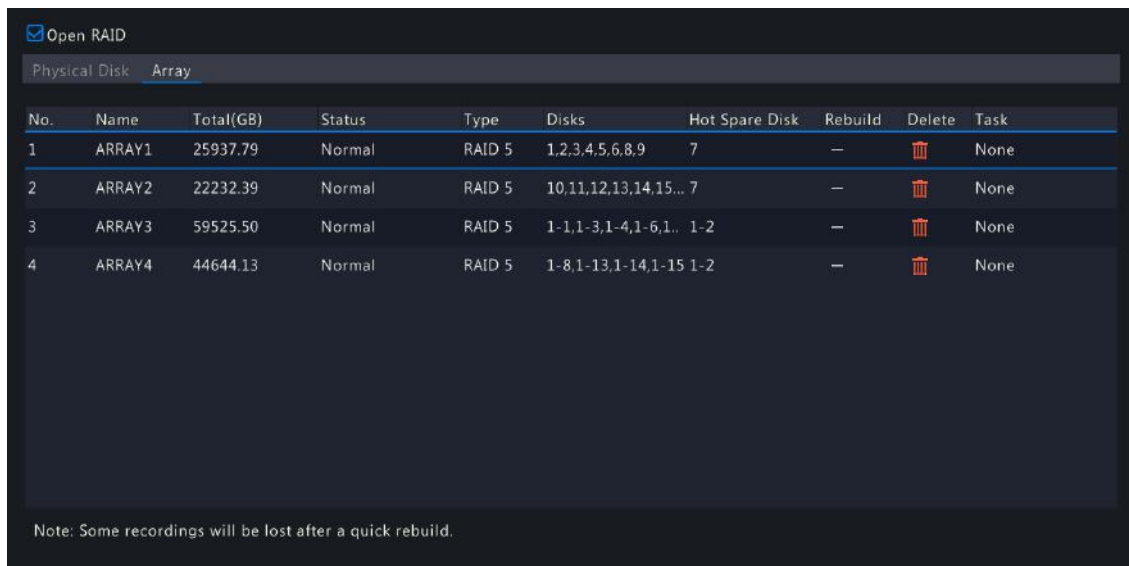 Open RAID
Physical Disk Array
No. Name Total(GB) Status Type Disks Hot Spare Disk Rebuild Delete Task
1 ARRAY1 25937.79 Normal RAID 5 1,2,3,4,5,6,8,9 7 — None
2 ARRAY2 22232.39 Normal RAID 5 10,11,12,13,14,15... 7 — None
3 ARRAY3 59525.50 Normal RAID 5 1-1,1-3,1-4,1-6,1.. 1-2 — None
4 ARRAY4 44644.13 Normal RAID 5 1-8,1-13,1-14,1-15 1-2 — None
Note: Some recordings will be lost after a quick rebuild.